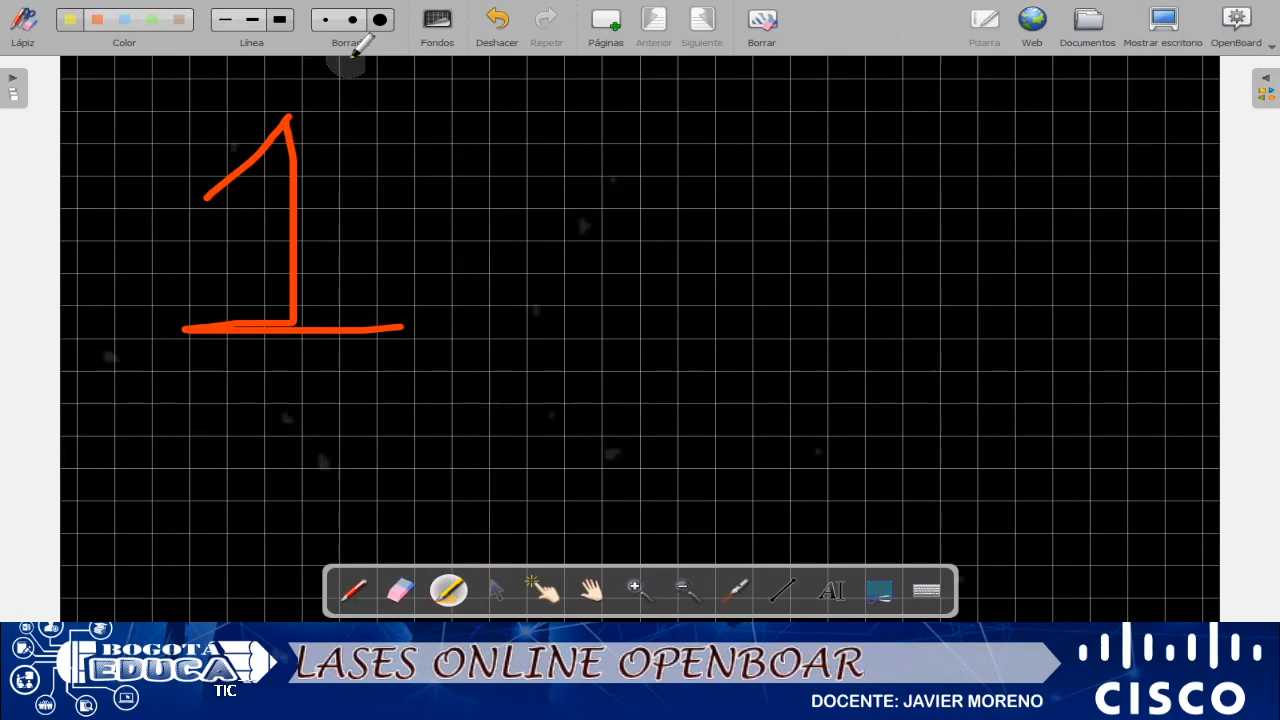 Lápiz Color Línea Borrar Fondos Deshacer Repetir Páginas Anterior Siguiente Borrar Pizarra Web Documentos Mostrar escritorio OpenBoard
1
AI
BOGOTA
EDUCA
TIC
LASES ONLINE OPENBOAR
DOCENTE: JAVIER MORENO
CISCO